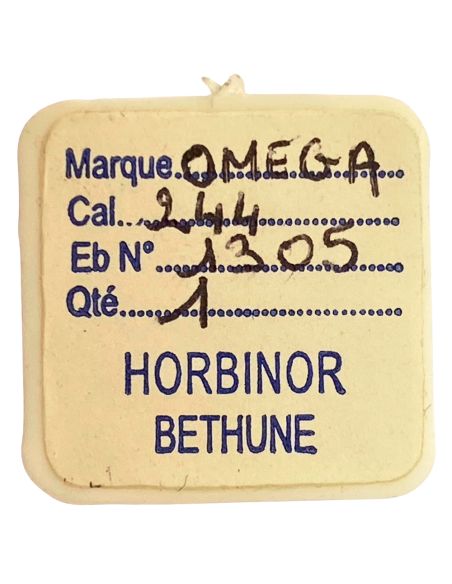 Marque OMEGA
Cal 244
Eb N° 1305
Qté 1
HORBINOR
BETHUNE